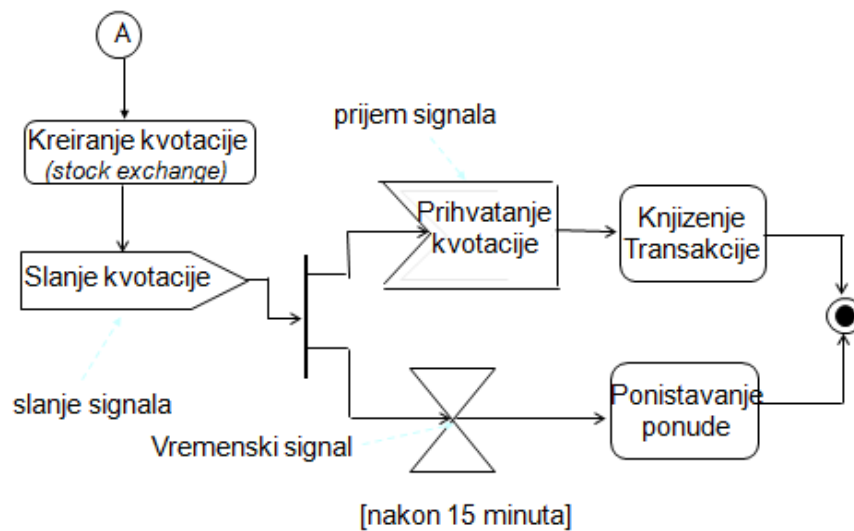 A
Kreiranje kvotacije
(stock exchange)
prijem signala
Prihvatanje
kvotacije
Knjizenje
Transakcije
Slanje kvotacije
slanje signala
Vremenski signal
Ponistavanje
ponude
[nakon 15 minuta]